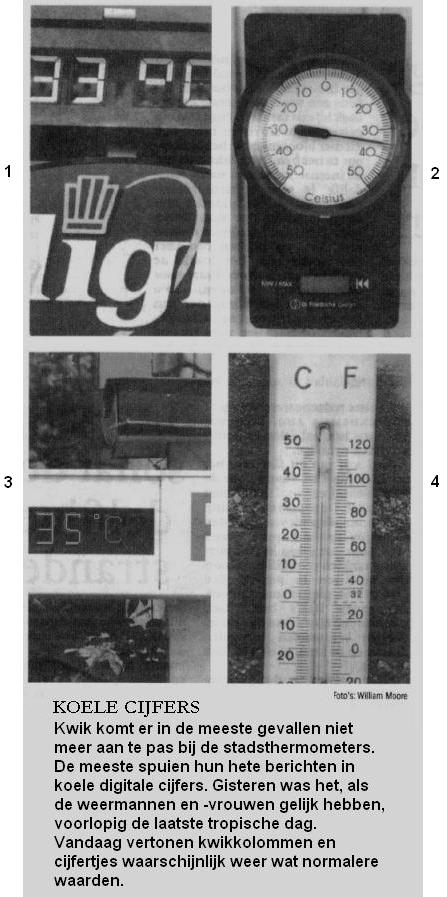 33 °C
ligh
1
10 0 10
20 20
30 30
40 40
50 50
Celsius
MIN / MAX
2
35°C
3
C F
50 120
40 100
30 80
20 60
10 40
0 32
10 20
20 0
20
4
Foto's: William Moore
KOELE CIJFERS
Kwik komt er in de meeste gevallen niet
meer aan te pas bij de stadsthermometers.
De meeste spuien hun hete berichten in
koele digitale cijfers. Gisteren was het, als
de weermannen en -vrouwen gelijk hebben,
voorlopig de laatste tropische dag.
Vandaag vertonen kwikkolommen en
cijfertjes waarschijnlijk weer wat normalere
waarden.